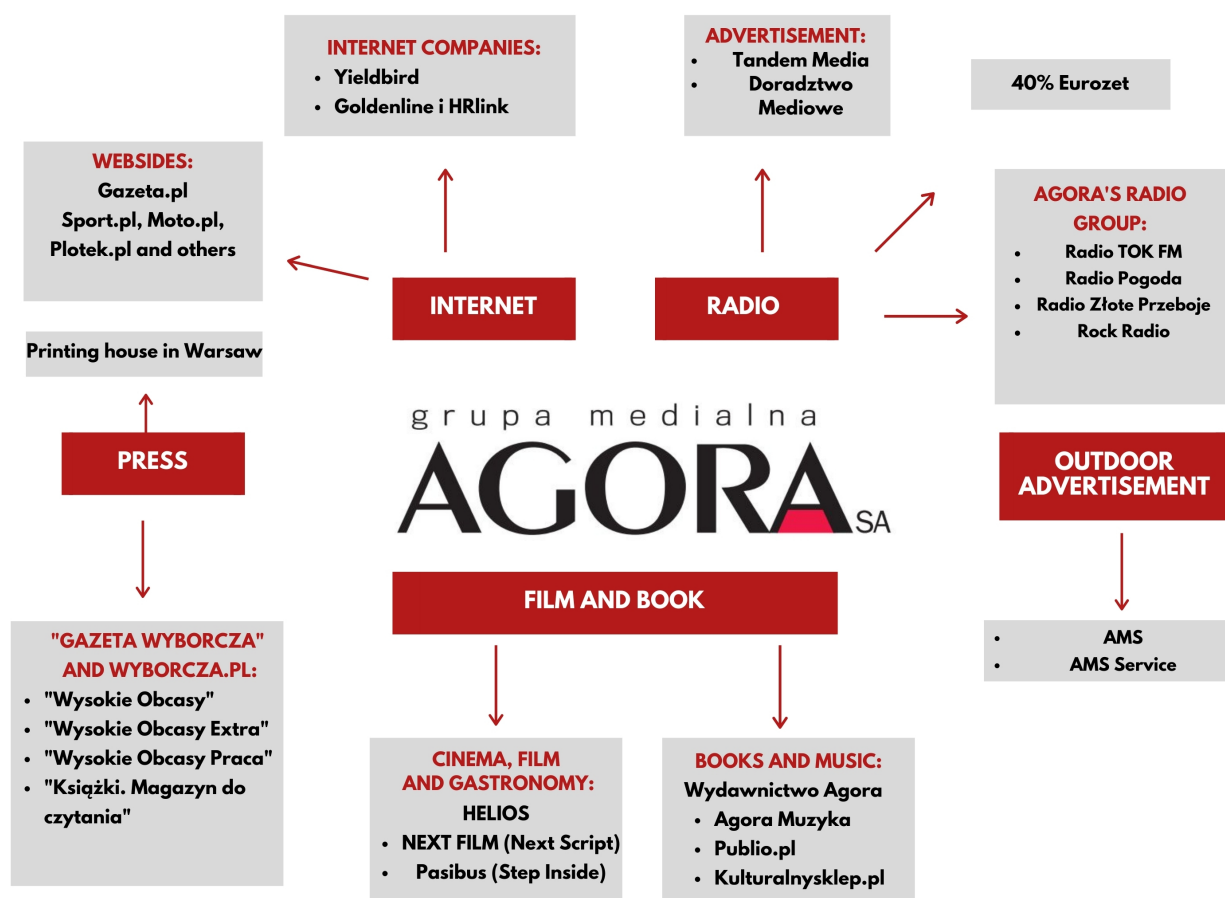 INTERNET COMPANIES:
• Yieldbird
• Goldenline i HRlink
ADVERTISEMENT:
• Tandem Media
• Doradztwo
Mediowe
40% Eurozet
WEBSIDES:
Gazeta.pl
Sport.pl, Moto.pl,
Plotek.pl and others
AGORA'S RADIO
GROUP:
• Radio TOK FM
• Radio Pogoda
• Radio Złote Przeboje
• Rock Radio
INTERNET
RADIO
Printing house in Warsaw
PRESS
grupa medialna
AGORA SA
OUTDOOR
ADVERTISEMENT
FILM AND BOOK
"GAZETA WYBORCZA"
AND WYBORCZA.PL:
• "Wysokie Obcasy"
• "Wysokie Obcasy Extra"
• "Wysokie Obcasy Praca"
• "Książki. Magazyn do
czytania"
• AMS
• AMS Service
CINEMA, FILM
AND GASTRONOMY:
HELIOS
• NEXT FILM (Next Script)
• Pasibus (Step Inside)
BOOKS AND MUSIC:
Wydawnictwo Agora
• Agora Muzyka
• Publio.pl
• Kulturalnysklep.pl